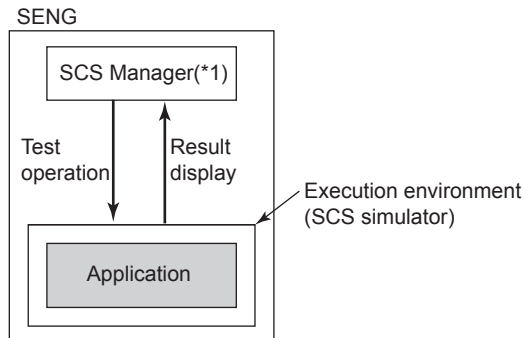 SENG
SCS Manager(*1)
Test
operation
Result
display
Execution environment
(SCS simulator)
Application